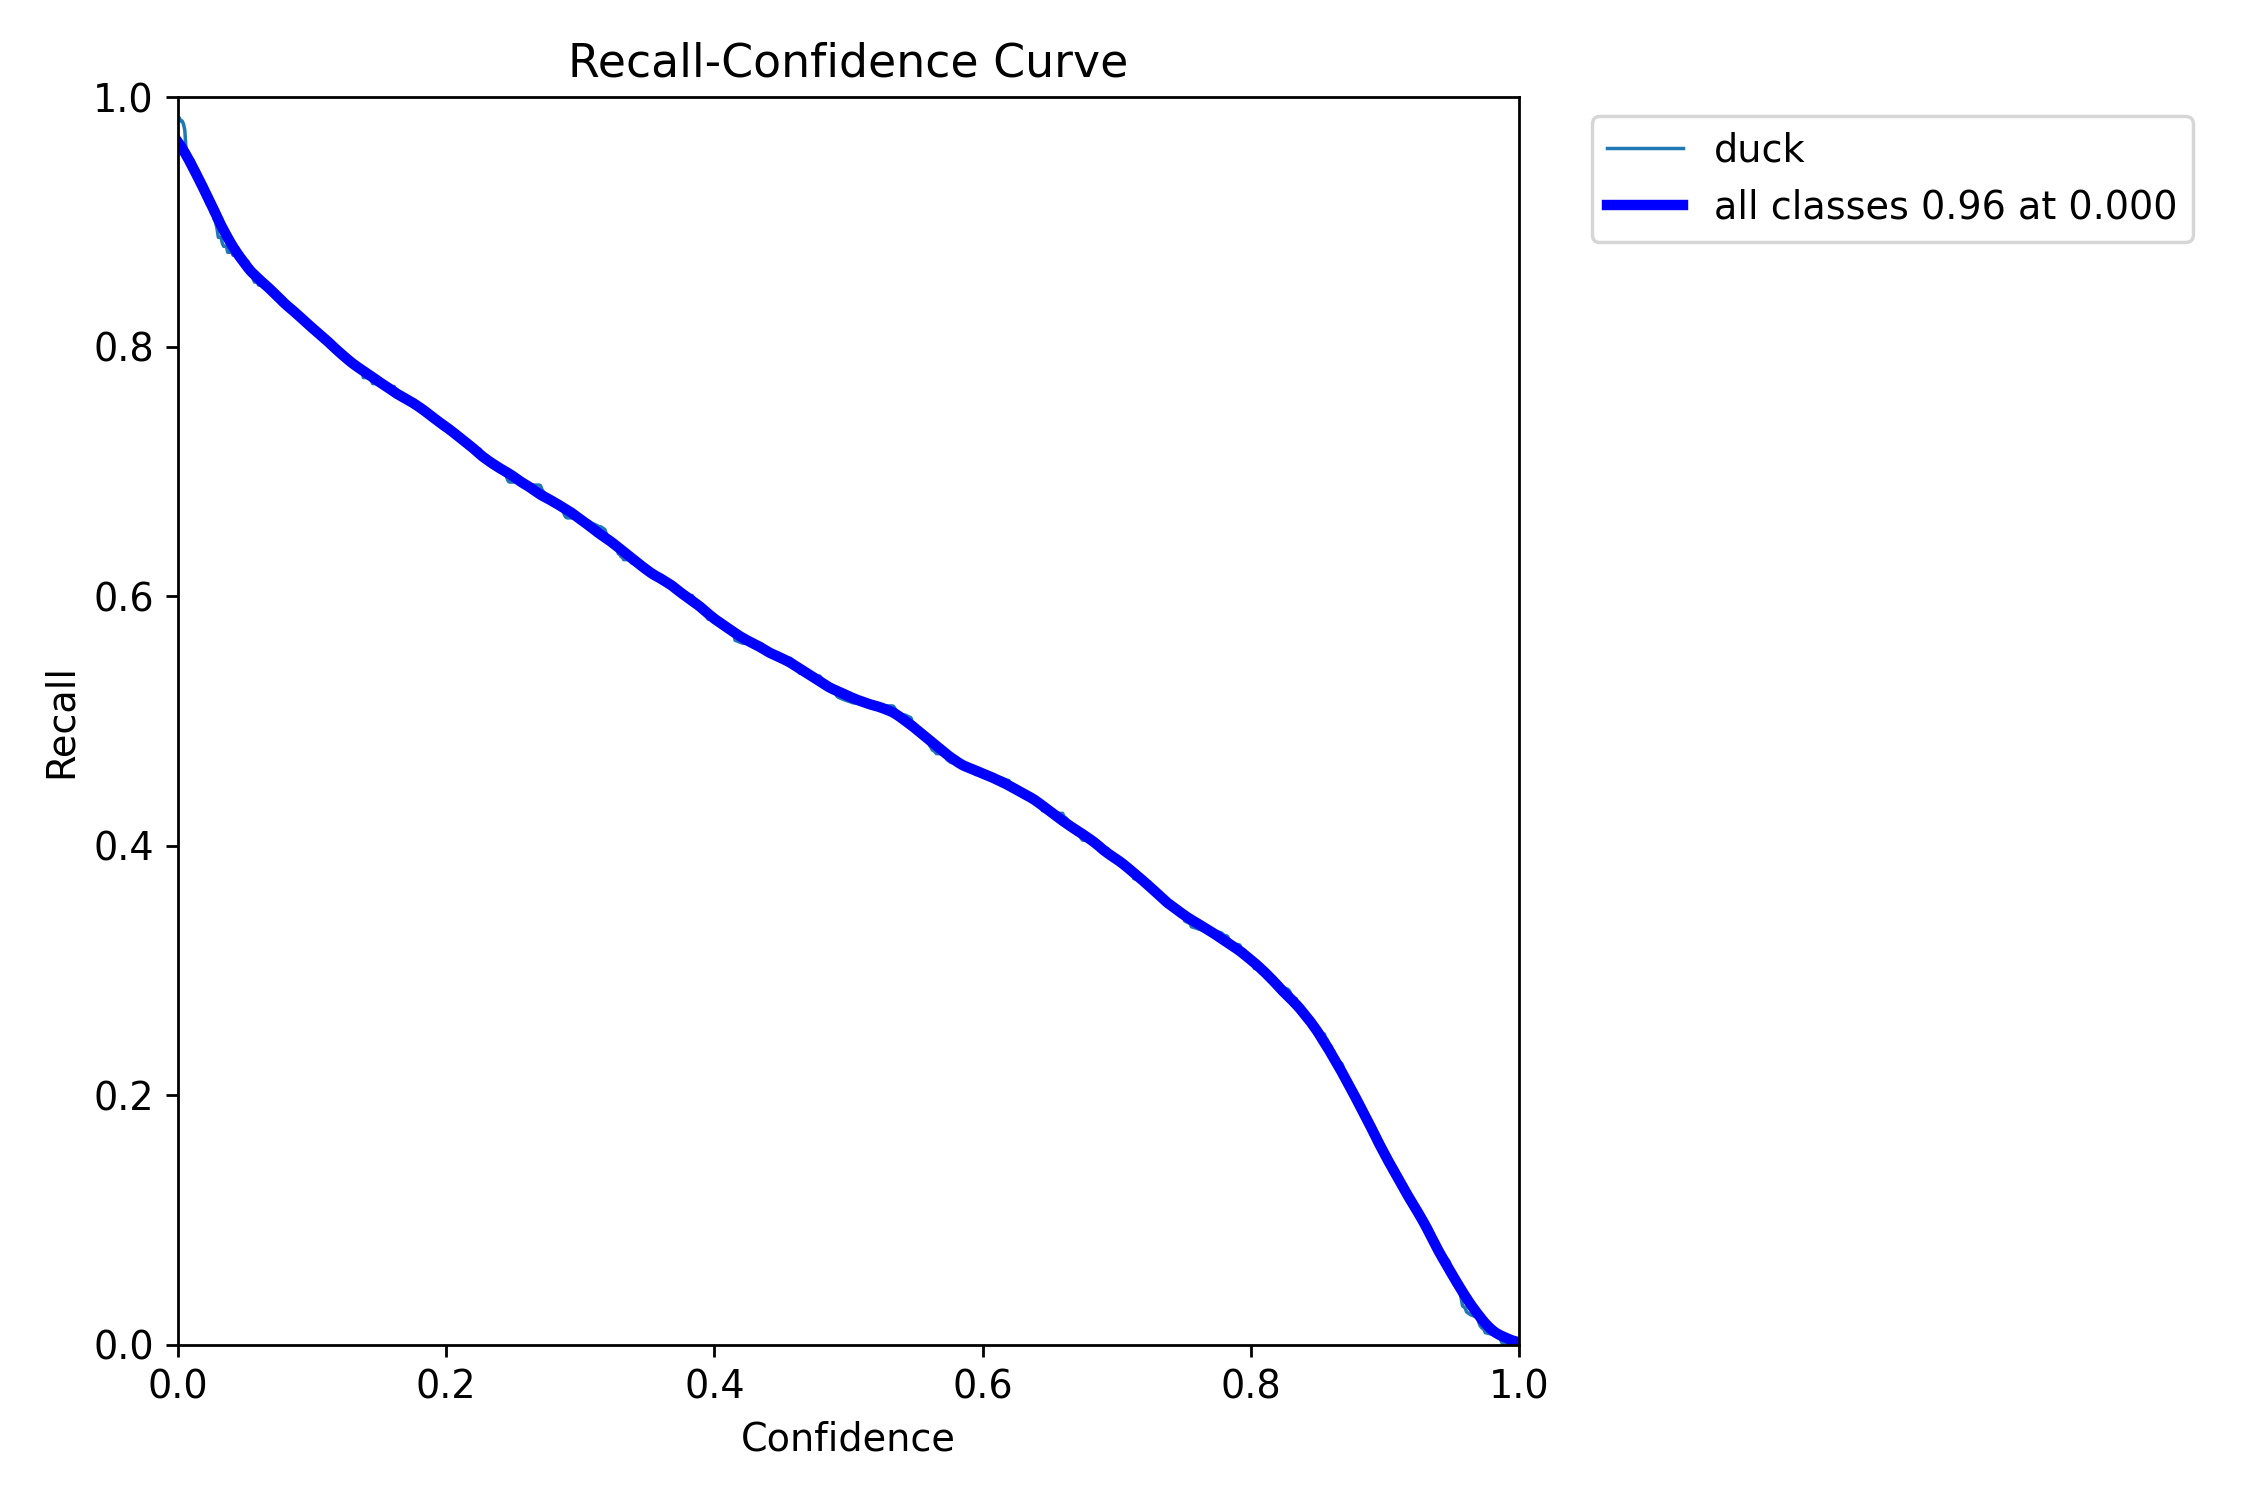 Recall-Confidence Curve
1.0
0.8
0.6
0.4
0.2
0.0
Recall
0.0 0.2 0.4 0.6 0.8 1.0
Confidence
duck
all classes 0.96 at 0.000